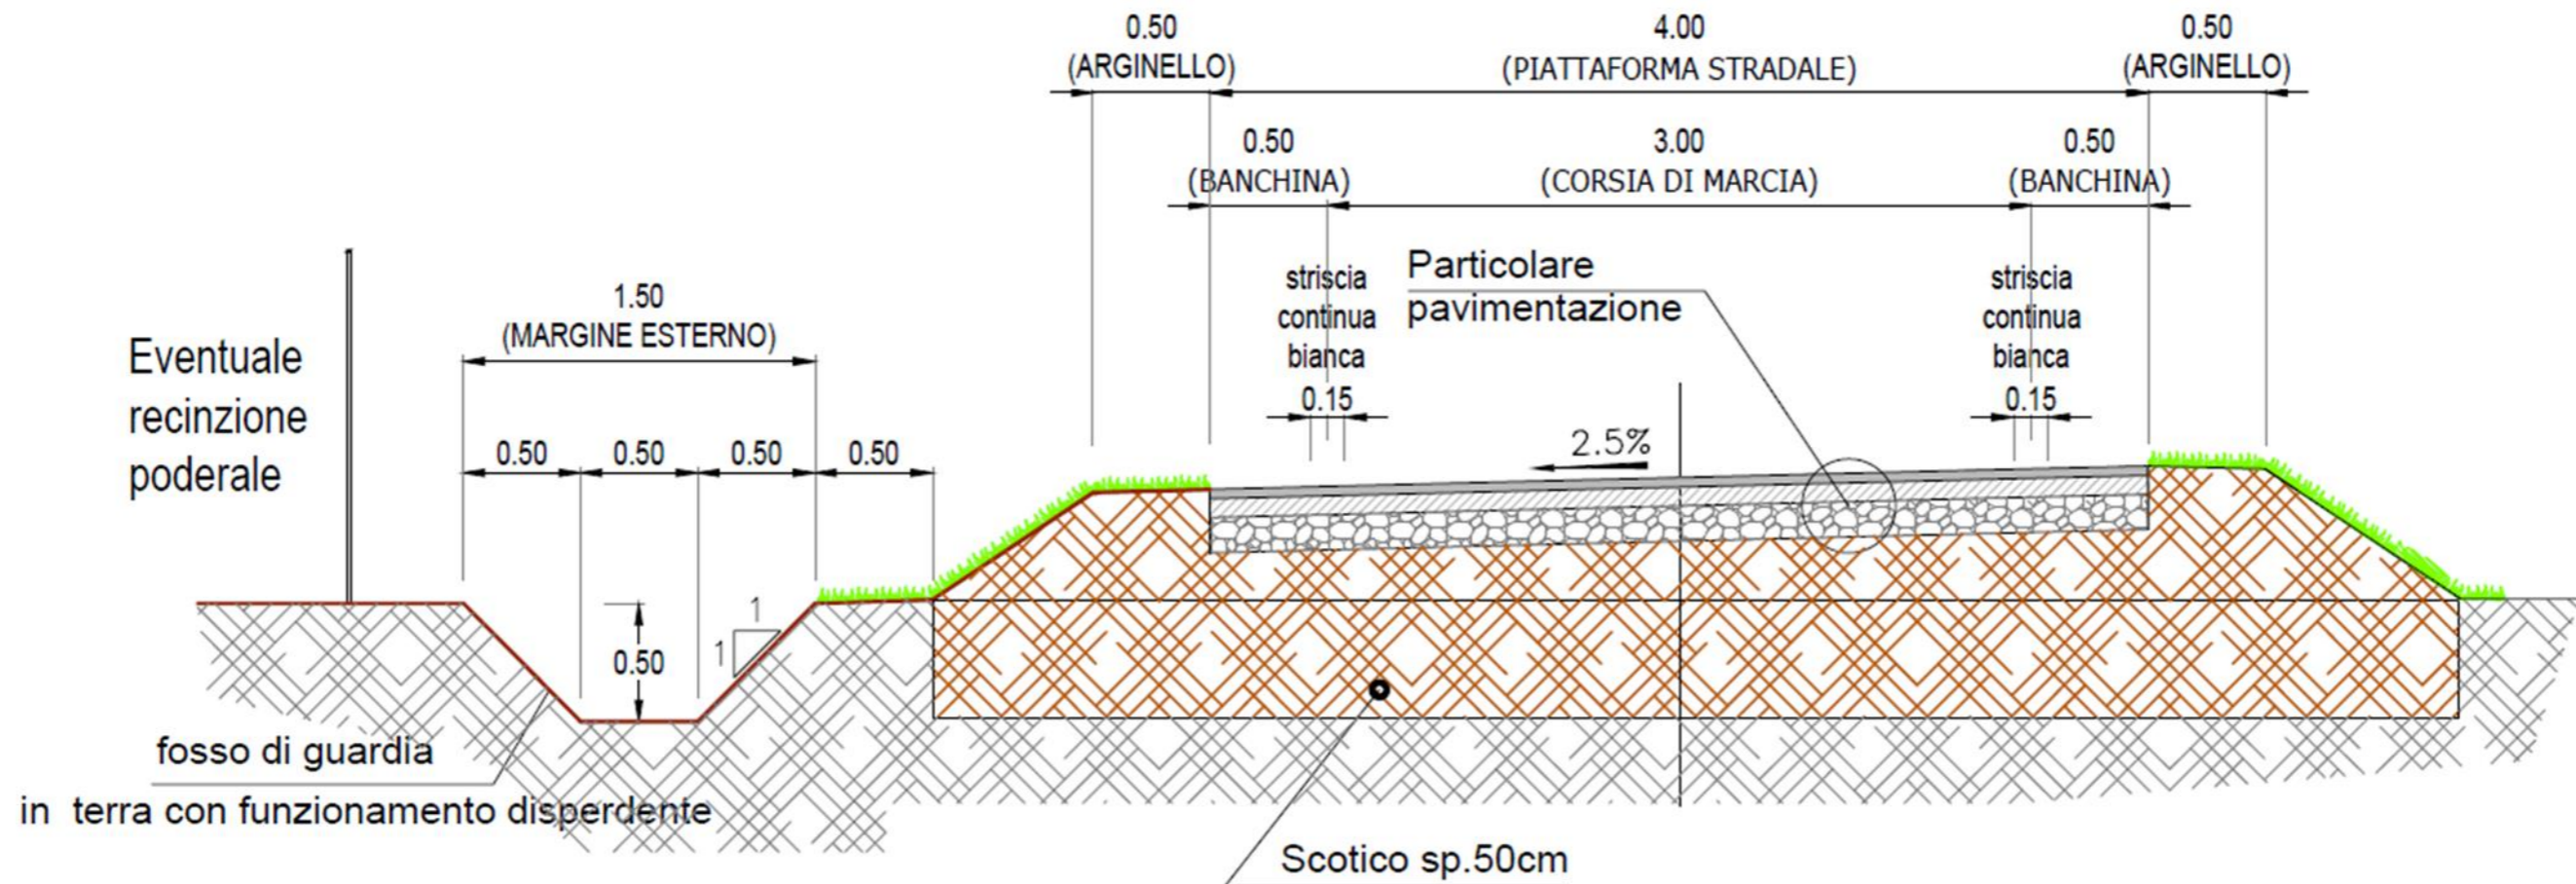 0.50
(ARGINELLO)
4.00
(PIATTAFORMA STRADALE)
0.50
(ARGINELLO)
0.50
(BANCHINA)
3.00
(CORSIA DI MARCIA)
0.50
(BANCHINA)
striscia
continua
bianca
0.15
Particolare
pavimentazione
striscia
continua
bianca
0.15
1.50
(MARGINE ESTERNO)
Eventuale
recinzione
poderale
0.50
0.50
0.50
0.50
2.5%
1
1
0.50
fosso di guardia
in terra con funzionamento disperdente
Scotico sp.50cm